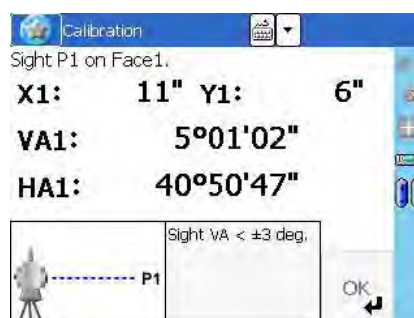 Calibration
Sight P1 on Face1.
X1: 11" Y1: 6"
VA1: 5°01'02"
HA1: 40°50'47"
Sight VA < ±3 deg.
P1
OK